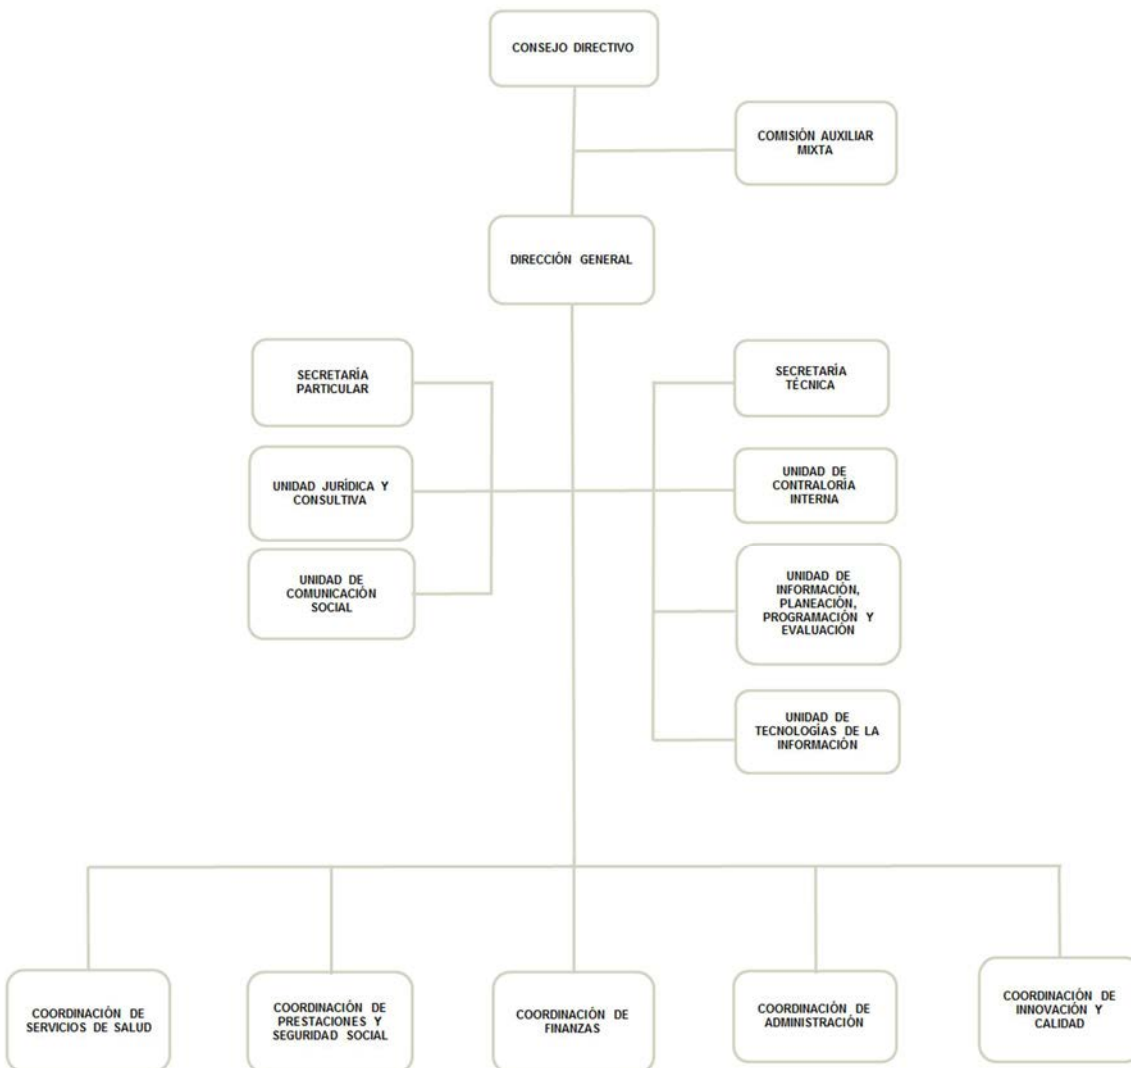 CONSEJO DIRECTIVO
COMISIÓN AUXILIAR
MIXTA
DIRECCIÓN GENERAL
SECRETARÍA
PARTICULAR
SECRETARÍA
TÉCNICA
UNIDAD JURÍDICA Y
CONSULTIVA
UNIDAD DE
CONTRALORÍA
INTERNA
UNIDAD DE
COMUNICACIÓN
SOCIAL
UNIDAD DE
INFORMACIÓN,
PLANEACIÓN,
PROGRAMACIÓN Y
EVALUACIÓN
UNIDAD DE
TECNOLOGÍAS DE LA
INFORMACIÓN
COORDINACIÓN DE
SERVICIOS DE SALUD
COORDINACIÓN DE
PRESTACIONES Y
SEGURIDAD SOCIAL
COORDINACIÓN DE
FINANZAS
COORDINACIÓN DE
ADMINISTRACIÓN
COORDINACIÓN DE
INNOVACIÓN Y
CALIDAD